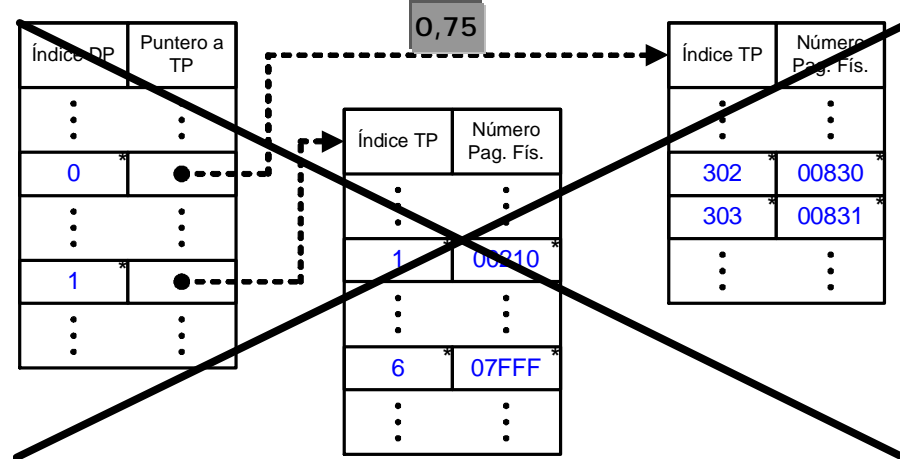 0,75
Índice DP
Puntero a
TP
0*
*
1*
Índice TP
Número
Pag. Fís.
1*
00210*
6*
07FFF*
Índice TP
Número
Pag. Fís.
302*
00830*
303*
00831*